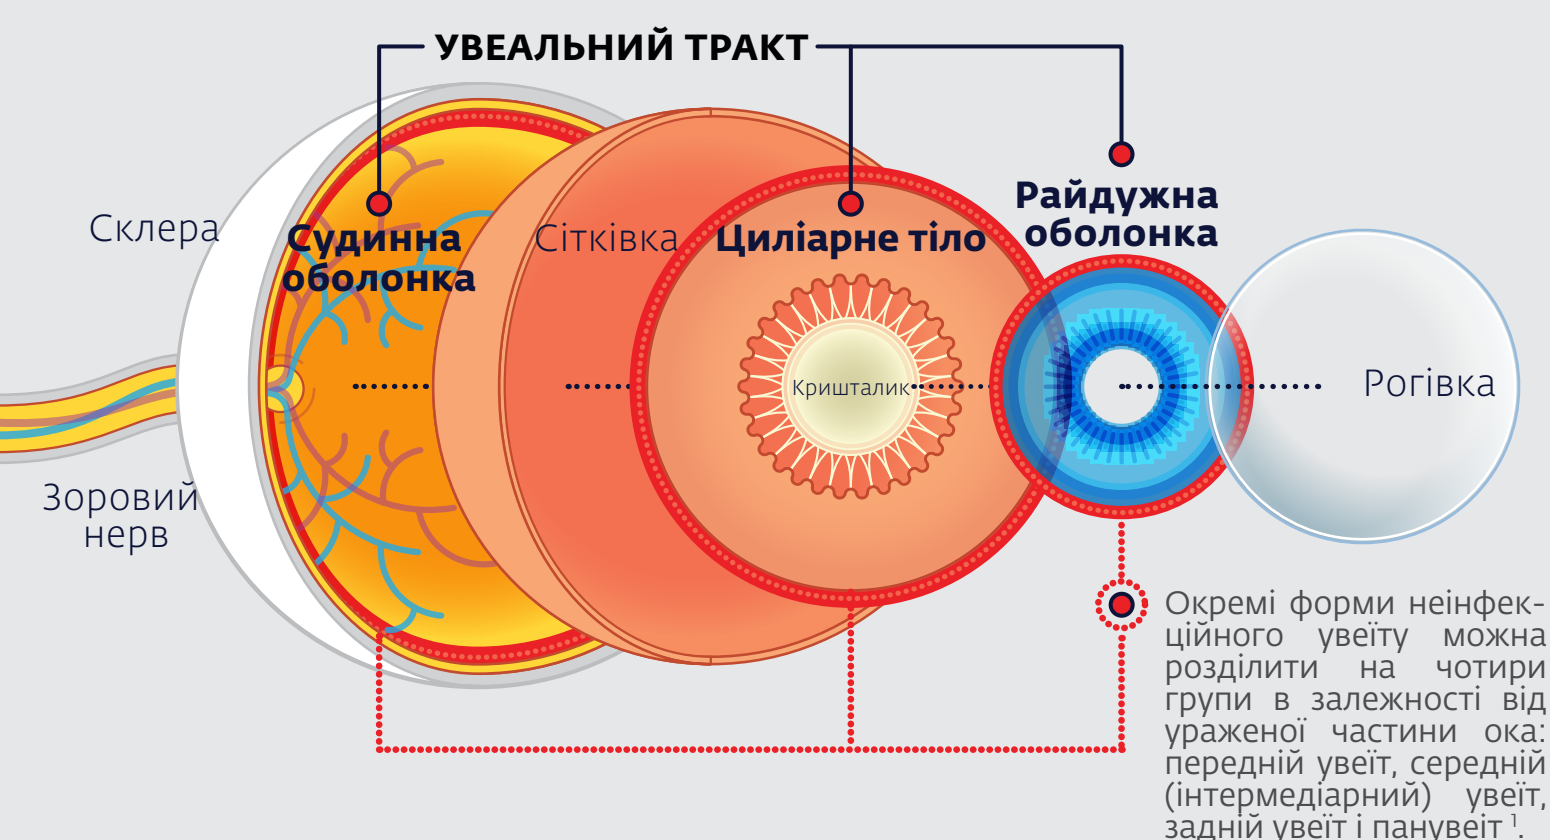 УВЕАЛЬНИЙ ТРАКТ
Склера
Судинна
оболонка
Сітківка
Циліарне тіло
Райдужна
оболонка
Кришталик
Рогівка
Зоровий
нерв
Окремі форми неінфек-
ційного увеїту можна
розділити на чотири
групи в залежності від
ураженої частини ока:
передній увеїт, середній
(інтермедіарний) увеїт,
задній увеїт і панувеіт ¹.